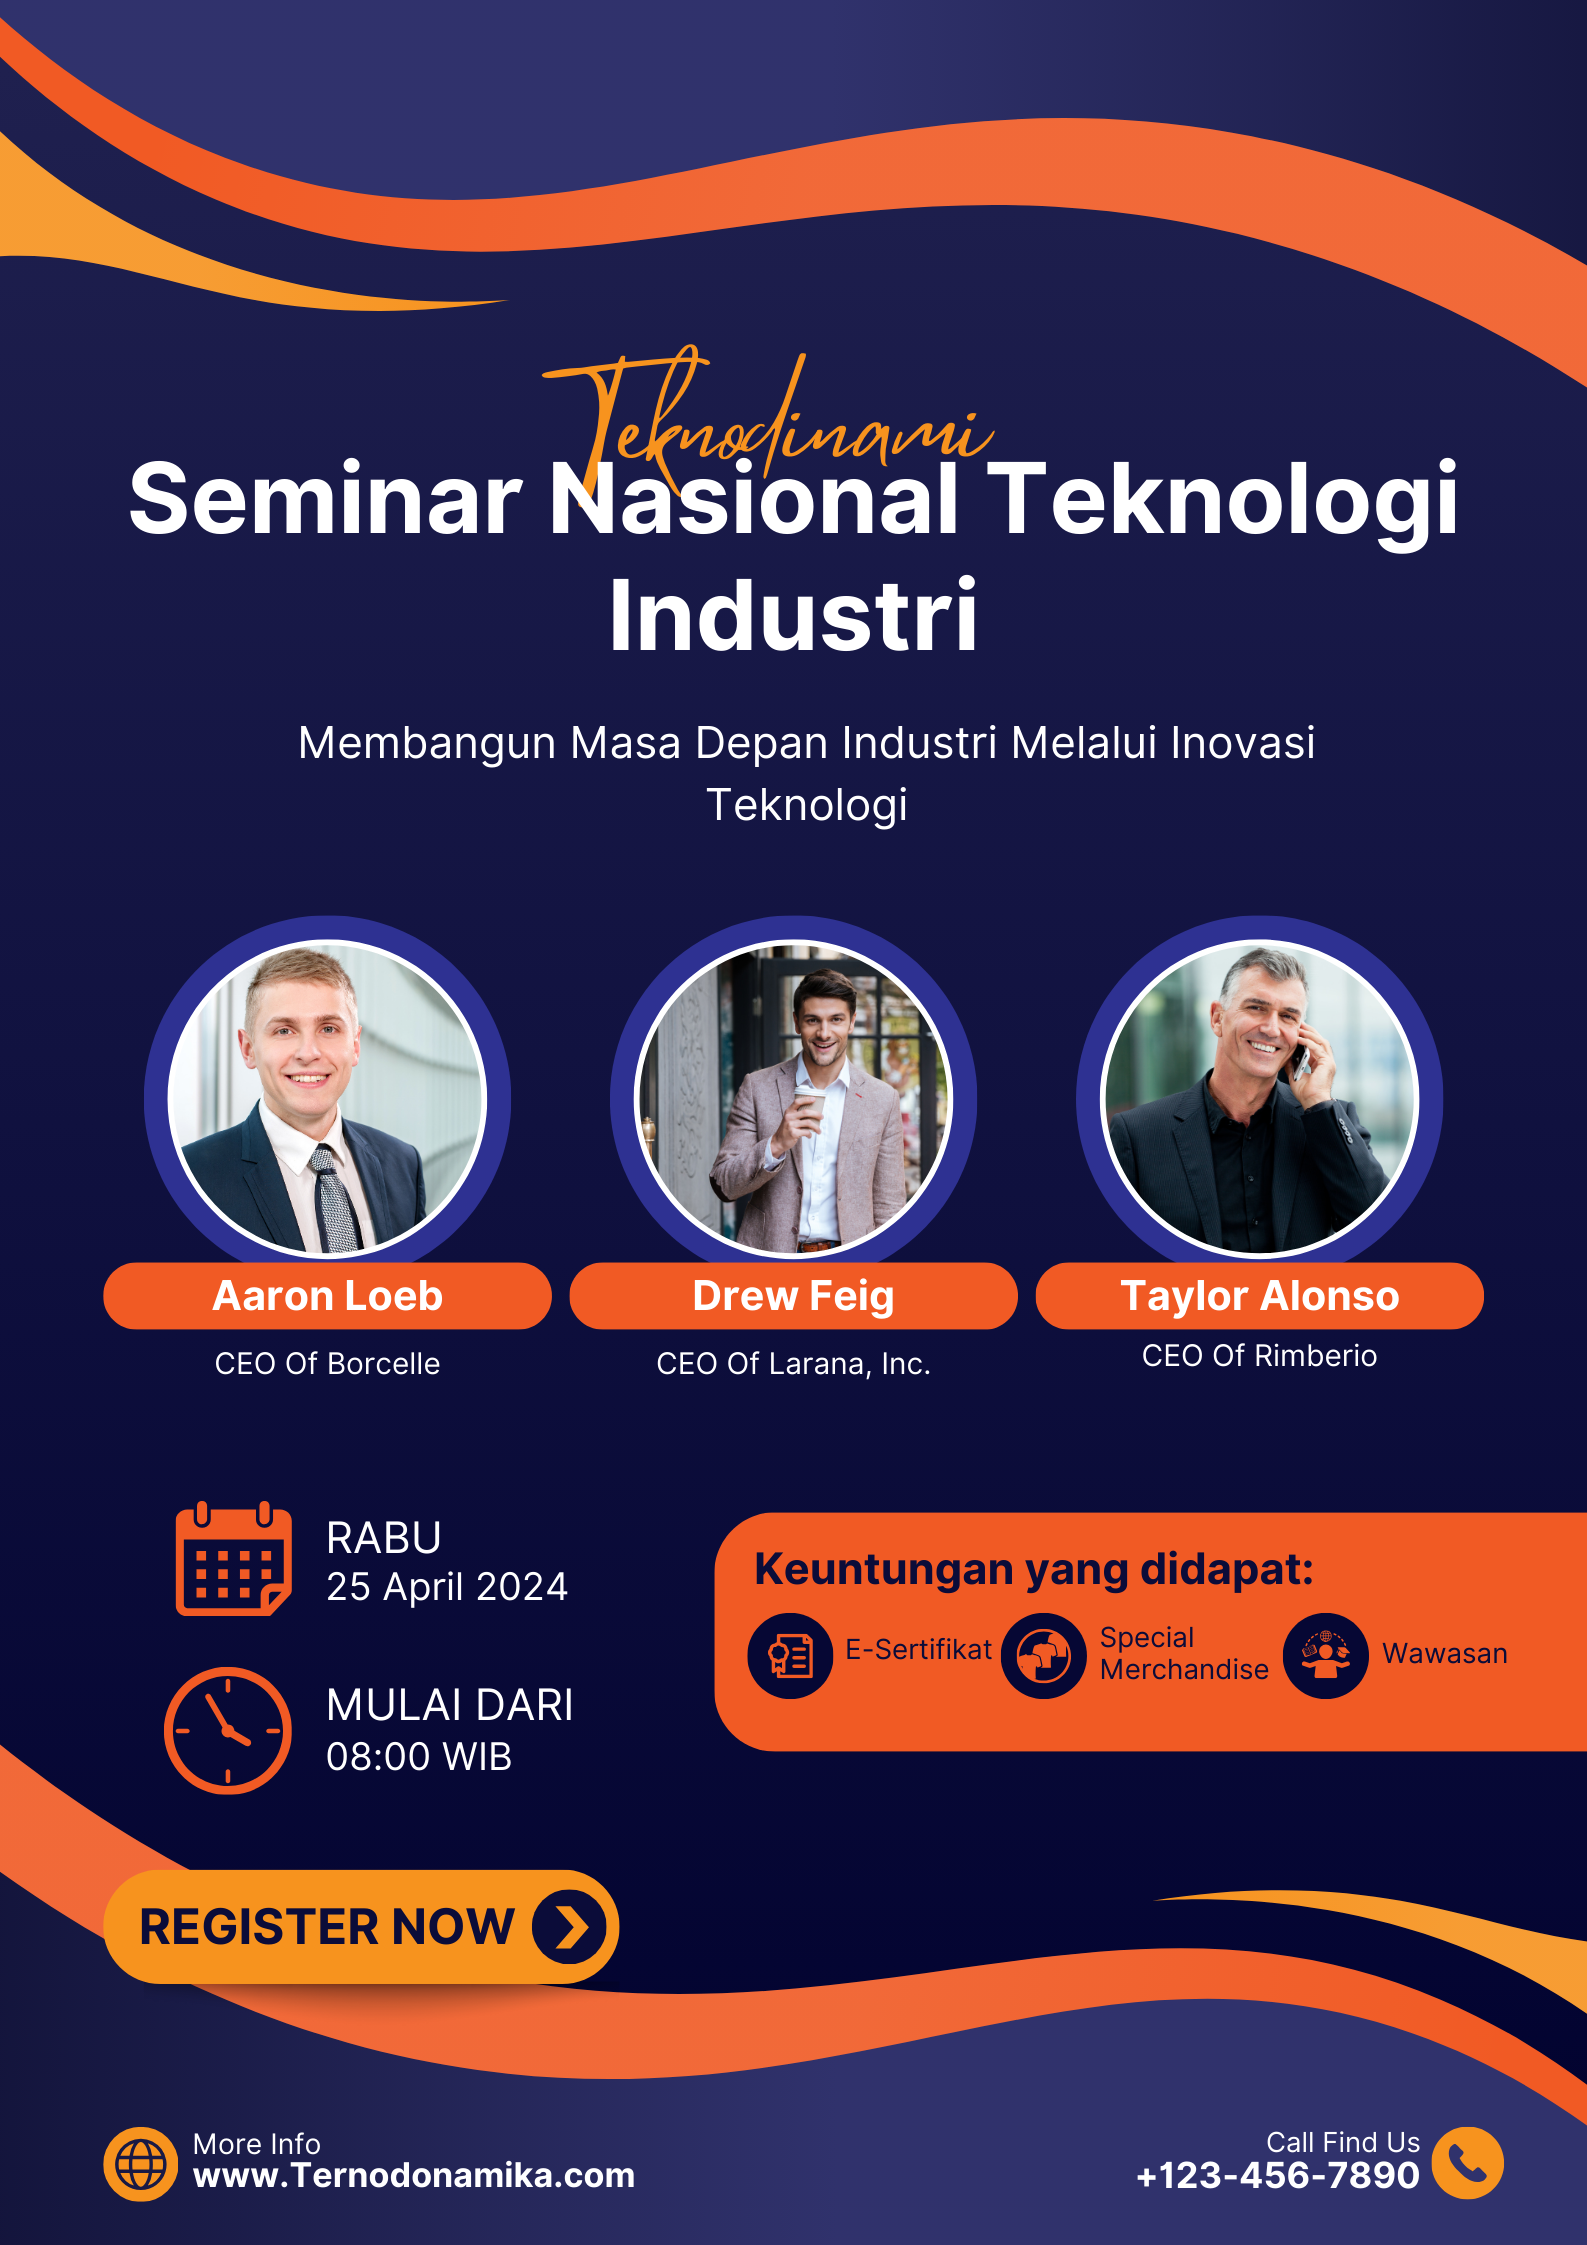 Teknodinami
Seminar Nasional Teknologi
Industri
Membangun Masa Depan Industri Melalui Inovasi
Teknologi
Aaron Loeb
CEO Of Borcelle
Drew Feig
CEO Of Larana, Inc.
Taylor Alonso
CEO Of Rimberio
RABU
25 April 2024
MULAI DARI
08:00 WIB
Keuntungan yang didapat:
E-Sertifikat
Special
Merchandise
Wawasan
REGISTER NOW
More Info
www.Ternodonamika.com
Call Find Us
+123-456-7890